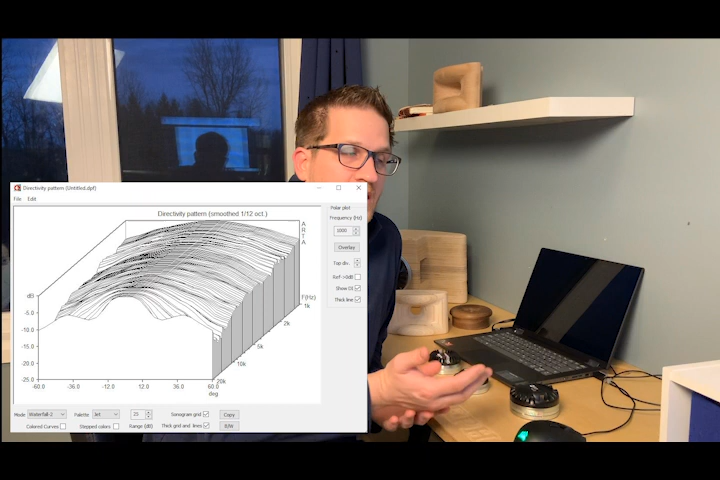 Directivity pattern (Untitled.dpf)
File Edit
Directivity pattern (smoothed 1/12 oct.)
A
R
T
A
dB
-5.0
-10.0
-15.0
-20.0
-25.0
-60.0 -36.0 -12.0 12.0 36.0 60.0
deg
F(Hz)
1k
2k
5k
10k
20k
Polar plot
Frequency (Hz)
1000
Overlay
Top div.
Ref->0dB
Show DI
Thick line
Mode Waterfall-2 Palette Jet 25 Sonogram grid Copy
Colored Curves Stepped colors Range (dB) Thick grid and lines B/W